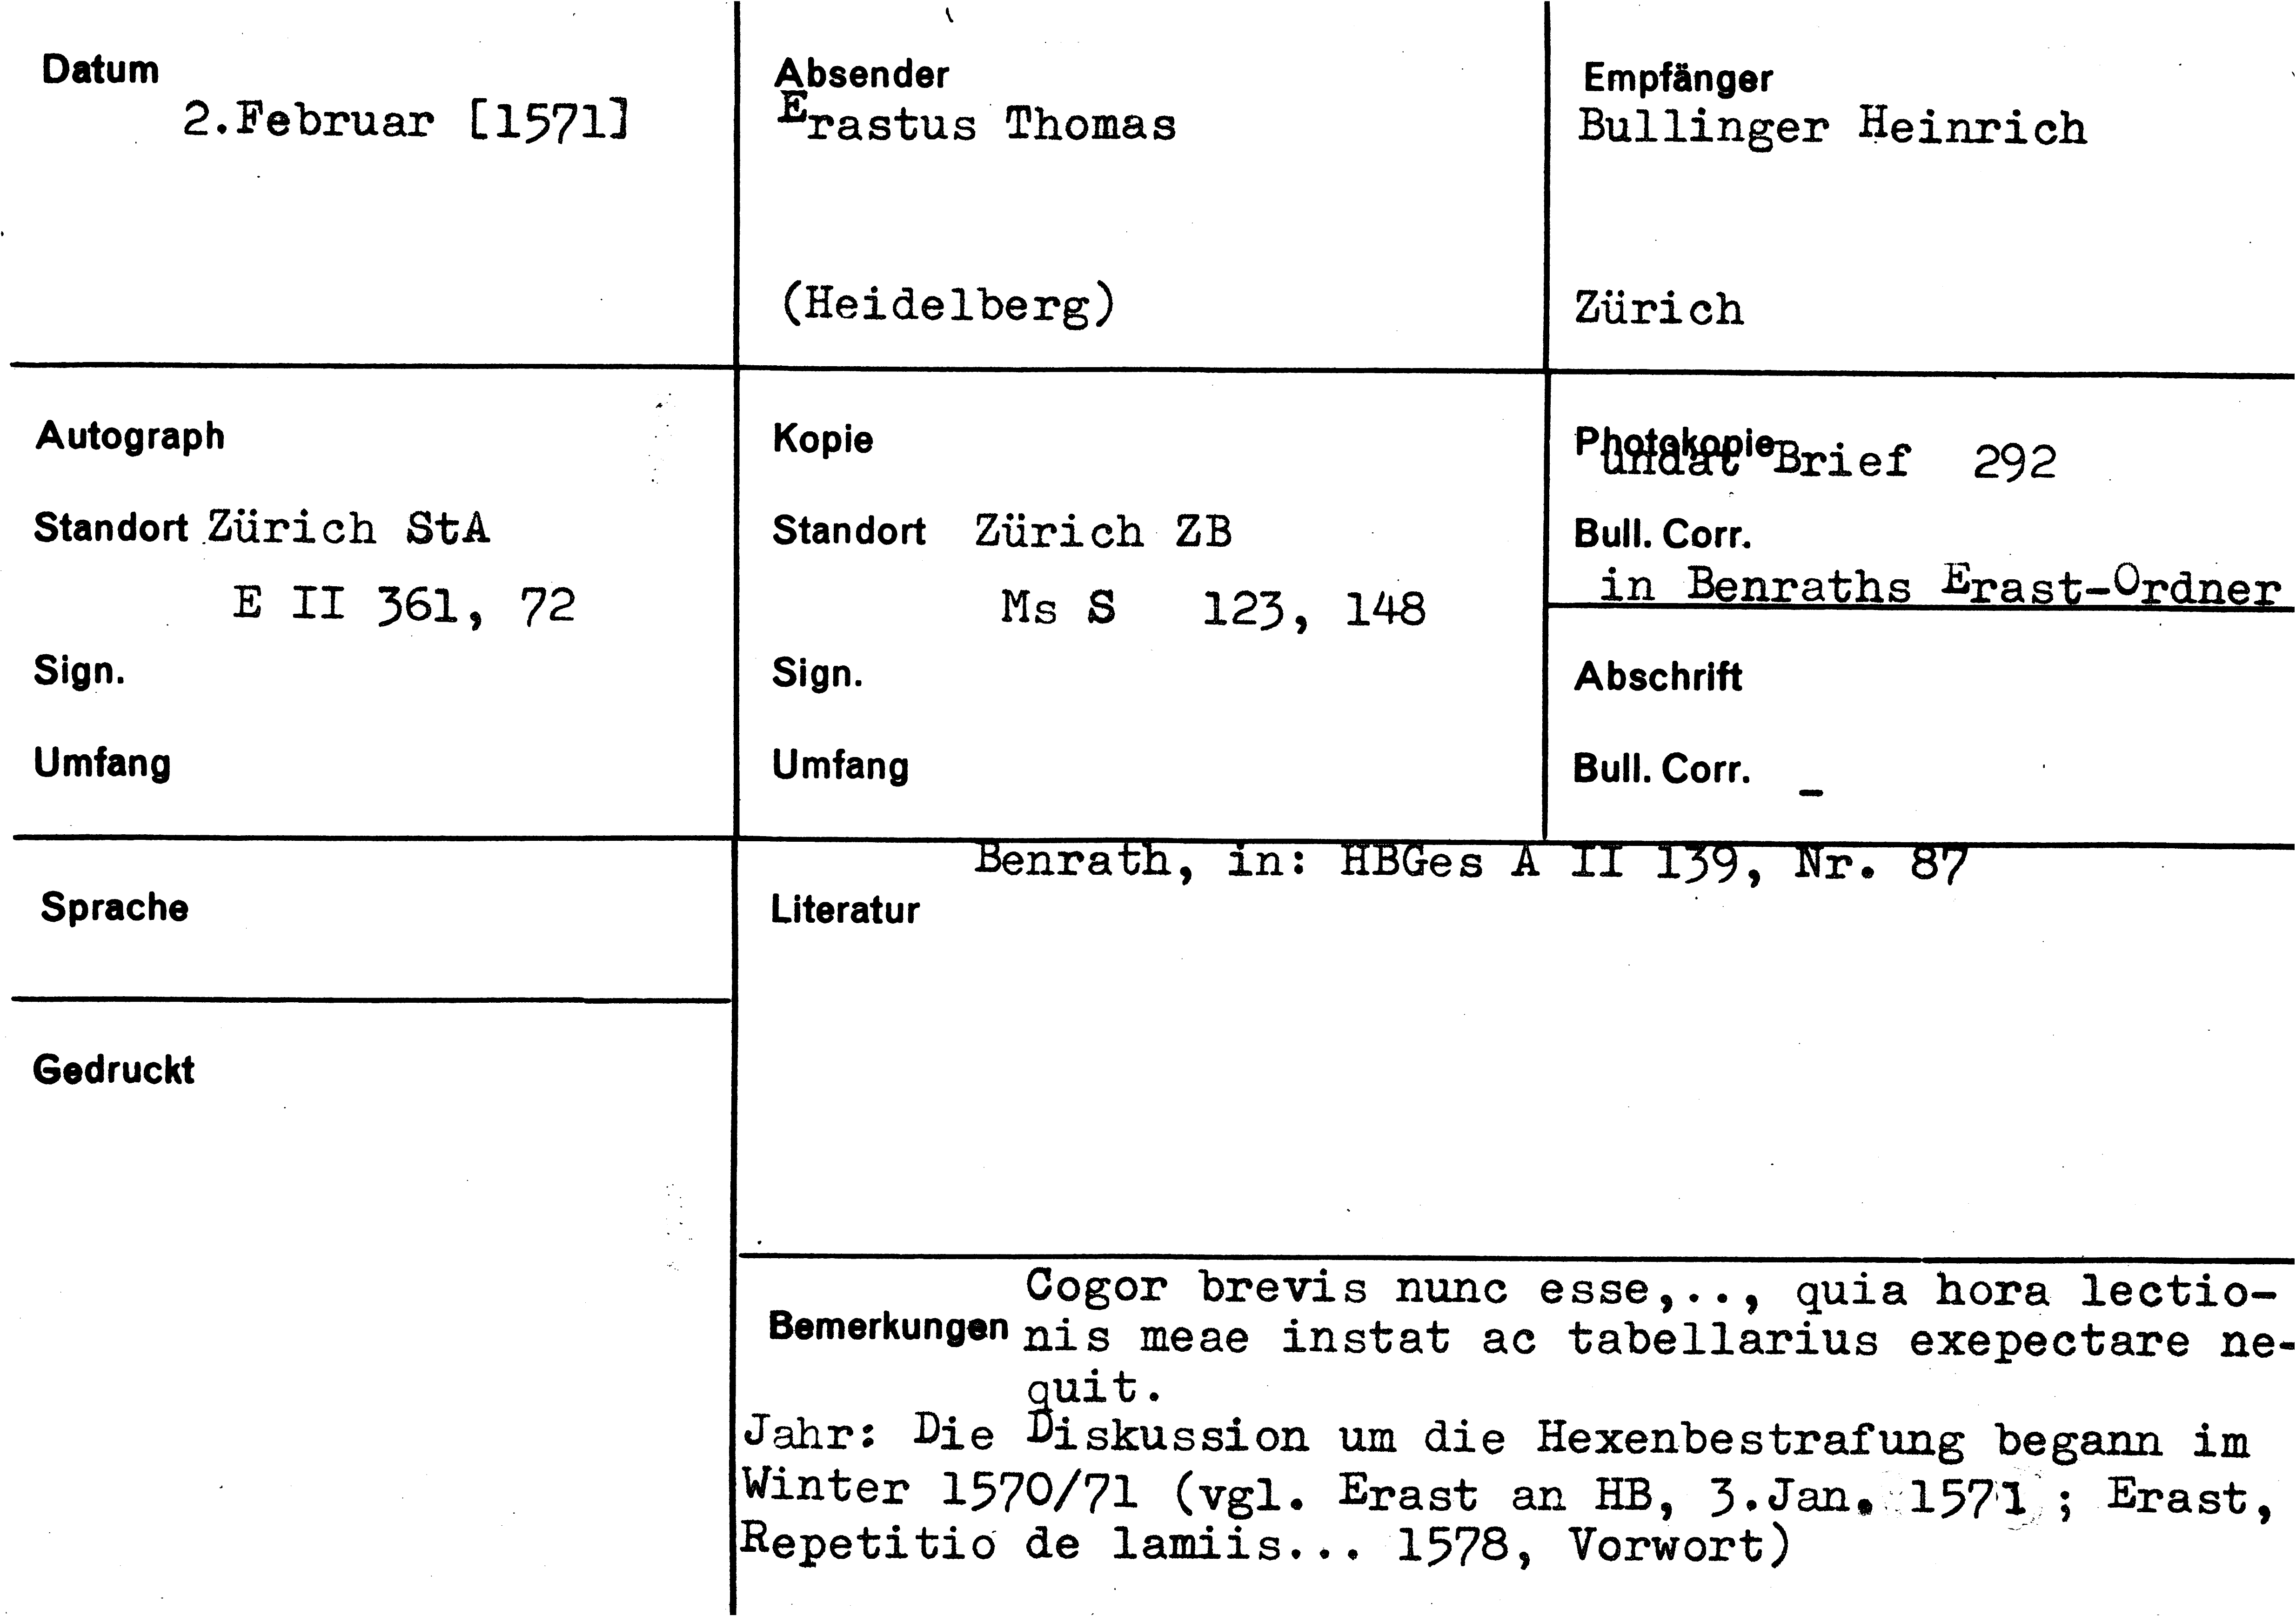 Datum
2.Februar [1571]
Absender
Erastus Thomas
(Heidelberg)
Empfänger
Bullinger Heinrich
Zürich
Autograph
Standort Zürich StA
E II 361, 72
Sign.
Umfang
Kopie
Standort Zürich ZB
Ms S 123, 148
Sign.
Umfang
Photokopie
undat Brief 292
Bull. Corr.
in Benraths Erast-Ordner
Abschrift
Bull. Corr. -
Sprache
Gedruckt
Benrath, in: HBGes A II 139, Nr. 87
Literatur
Cogor brevis nunc esse,.., quia hora lectio-
Bemerkungen nis meae instat ac tabellarius exepectare ne-
quit.
Jahr: Die Diskussion um die Hexenbestrafung begann im
Winter 1570/71 (vgl. Erast an HB, 3.Jan. 1571 ; Erast,
Repetitio de lamiis... 1578, Vorwort)